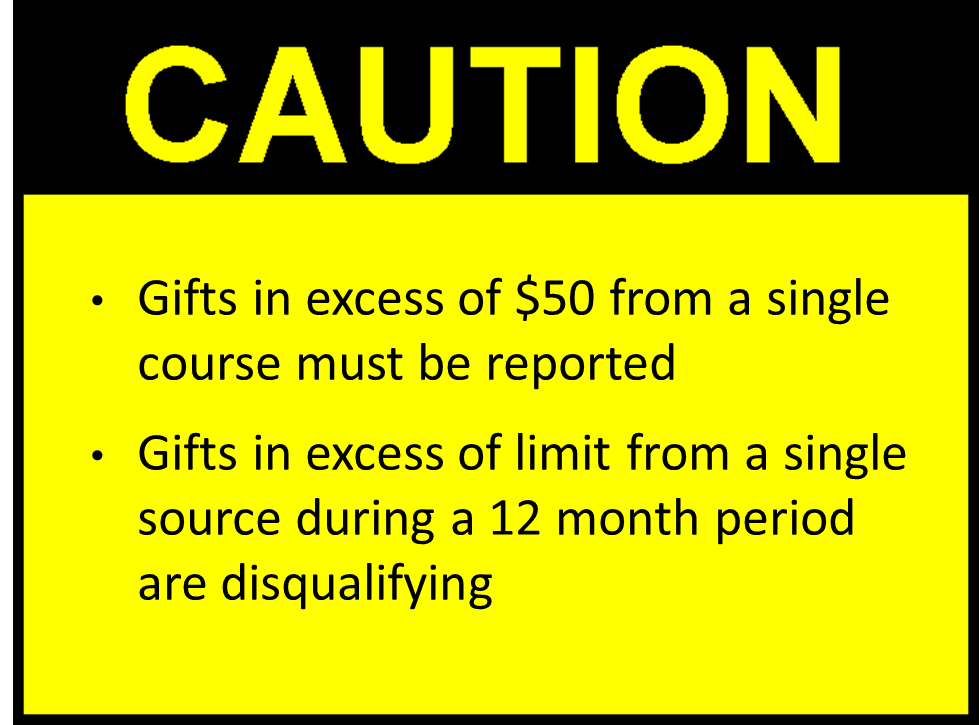 CAUTION
• Gifts in excess of $50 from a single
course must be reported
• Gifts in excess of limit from a single
source during a 12 month period
are disqualifying